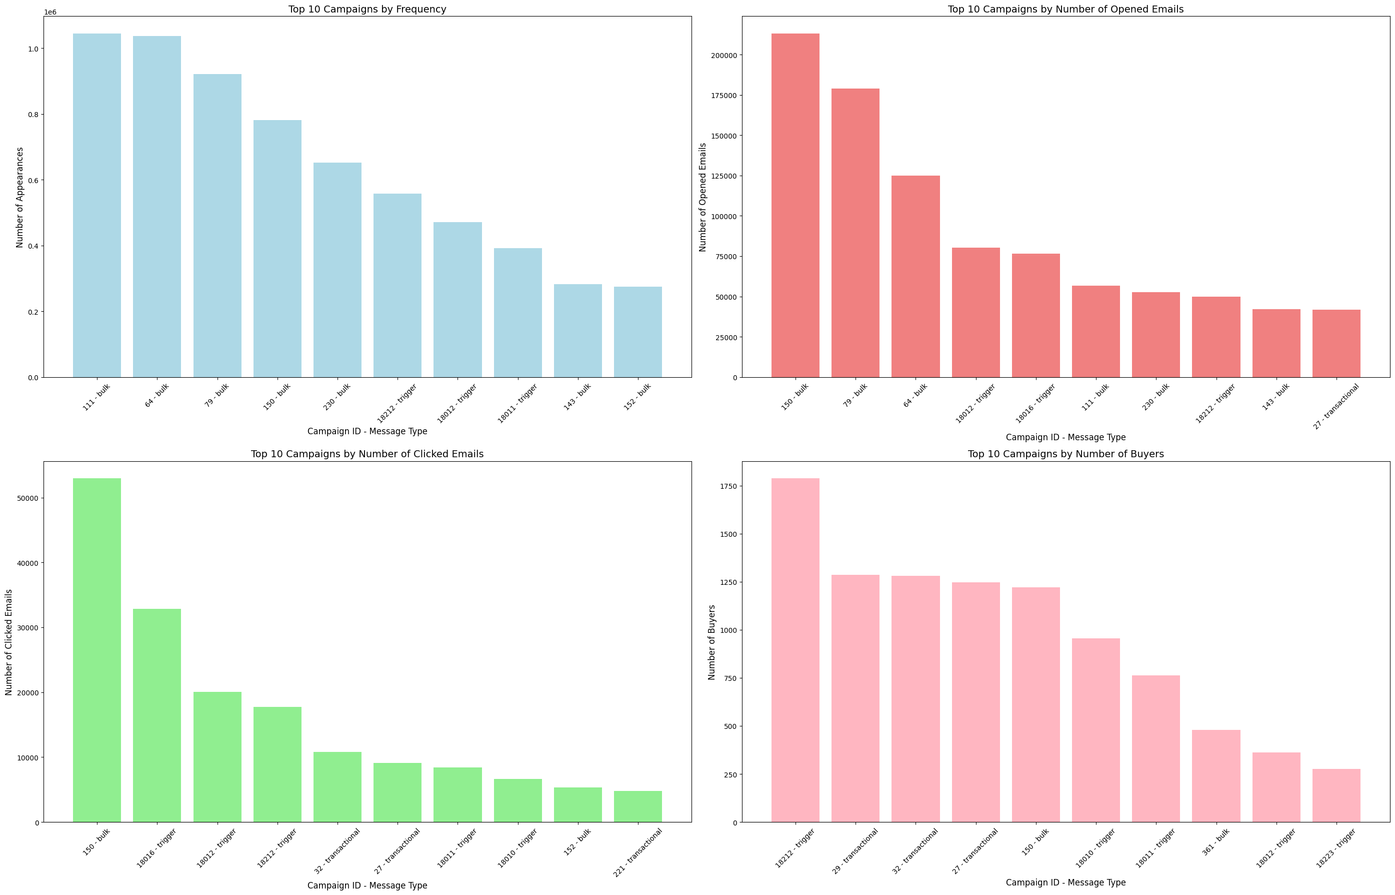 Top 10 Campaigns by Frequency
1e6
1.0
0.8
0.6
0.4
0.2
0.0
Number of Appearances
111 - bulk
64 - bulk
79 - bulk
150 - bulk
230 - bulk
18212 - trigger
18012 - trigger
18011 - trigger
143 - bulk
152 - bulk
Campaign ID - Message Type
Top 10 Campaigns by Number of Opened Emails
200000
175000
150000
125000
100000
75000
50000
25000
0
Number of Opened Emails
150 - bulk
79 - bulk
64 - bulk
18012 - trigger
18016 - trigger
111 - bulk
230 - bulk
18212 - trigger
143 - bulk
27 - transactional
Campaign ID - Message Type
Top 10 Campaigns by Number of Clicked Emails
50000
40000
30000
20000
10000
0
Number of Clicked Emails
150 - bulk
18016 - trigger
18012 - trigger
18212 - trigger
32 - transactional
27 - transactional
18011 - trigger
18010 - trigger
152 - bulk
221 - transactional
Campaign ID - Message Type
Top 10 Campaigns by Number of Buyers
1750
1500
1250
1000
750
500
250
0
Number of Buyers
18212 - trigger
29 - transactional
32 - transactional
27 - transactional
150 - bulk
18010 - trigger
18011 - trigger
361 - bulk
18012 - trigger
18223 - trigger
Campaign ID - Message Type